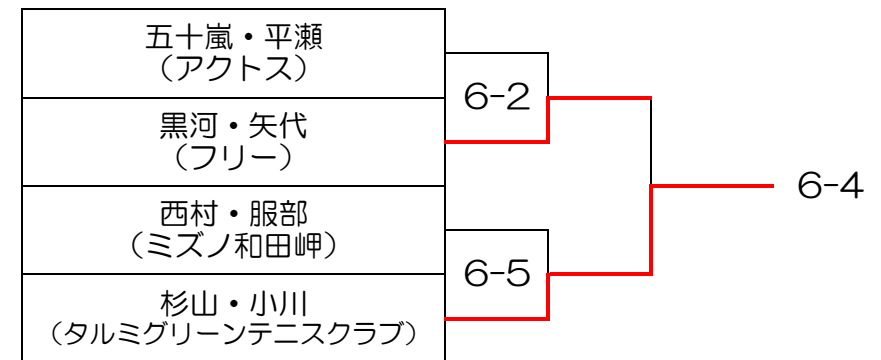 五十嵐・平瀬
（アクトス）
6-2
黒河・矢代
（フリー）
6-4
西村・服部
（ミズノ和田岬）
6-5
杉山・小川
（タルミグリーンテニスクラブ）